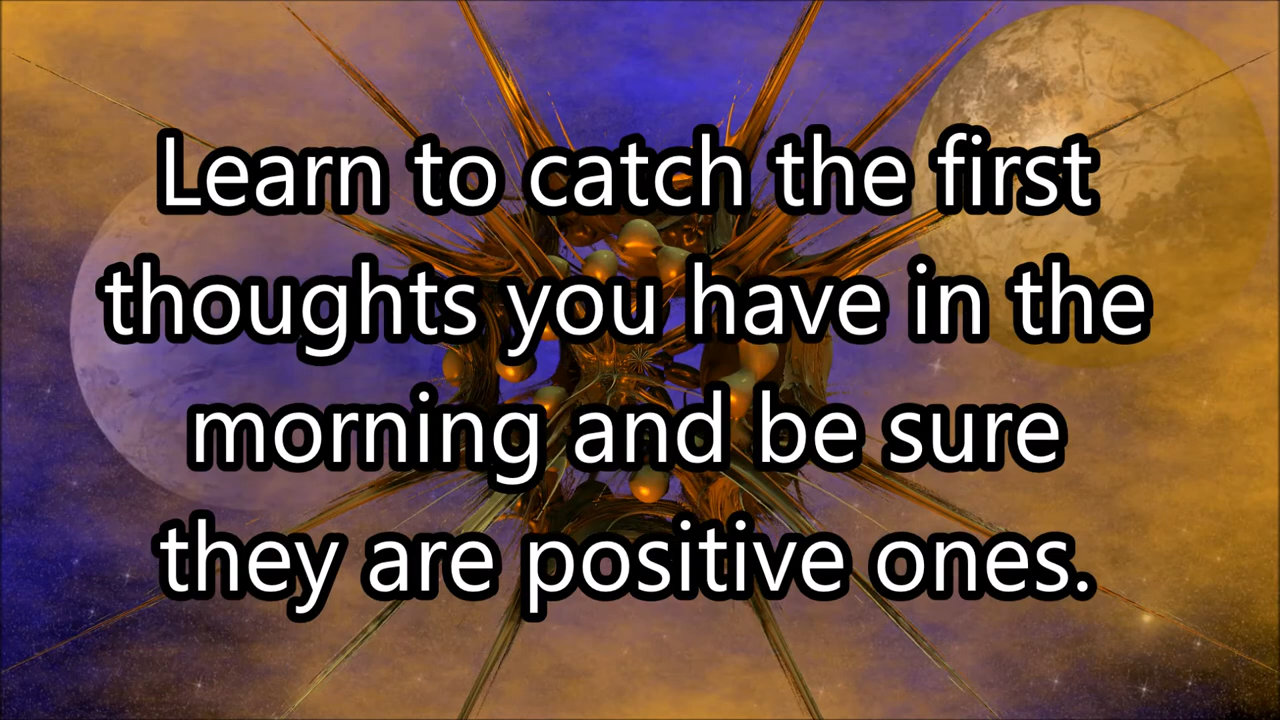 Learn to catch the first
thoughts you have in the
morning and be sure
they are positive ones.